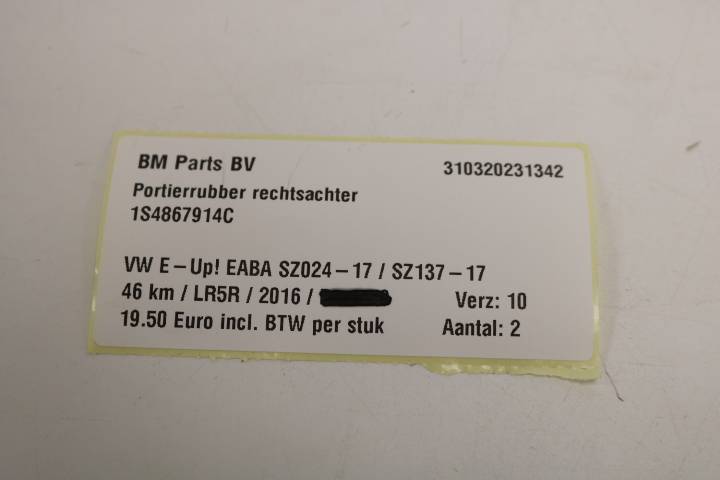 BM Parts BV 310320231342
Portierrubber rechtsachter
1S4867914C
VW E-Up! EABA SZ024-17 / SZ137-17
46 km / LR5R / 2016 / Verz: 10
19.50 Euro incl. BTW per stuk Aantal: 2